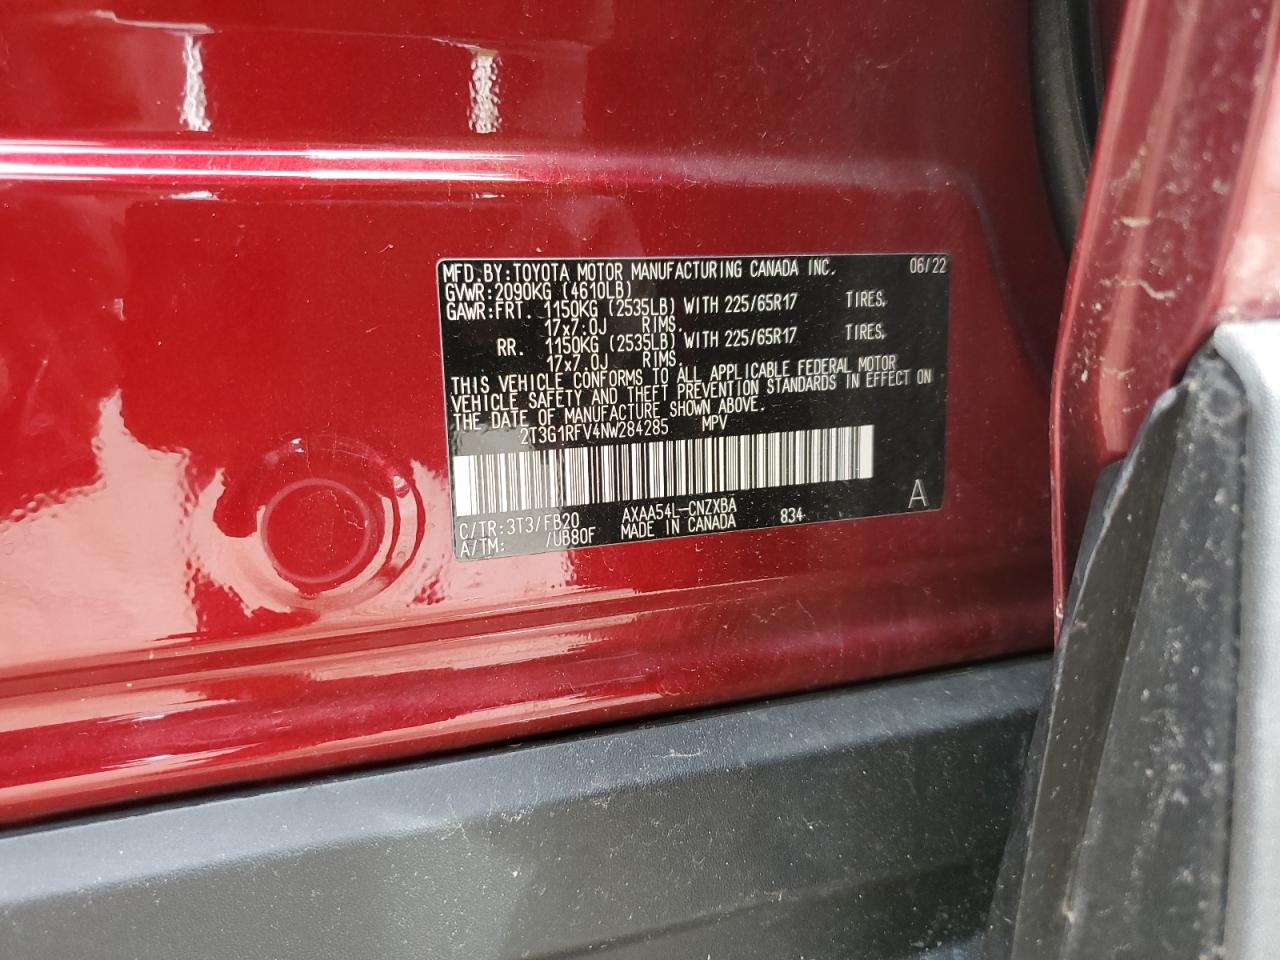 MFD.BY:TOYOTA MOTOR MANUFACTURING CANADA INC. 06/22
GVWR:2090KG (4610LB)
GAWR:FRT. 1150KG (2535LB) WITH 225/65R17 TIRES,
17x7.0J RIMS.
RR. 1150KG (2535LB) WITH 225/65R17 TIRES,
17x7.0J RIMS.
THIS VEHICLE CONFORMS TO ALL APPLICABLE FEDERAL MOTOR
VEHICLE SAFETY AND THEFT PREVENTION STANDARDS IN EFFECT ON
THE DATE OF MANUFACTURE SHOWN ABOVE.
2T3G1RFV4NW284285 MPV
C/TR:3T3/FB20 AXAA54L-CNZXBA 834 A
A/TM: /UB80F MADE IN CANADA